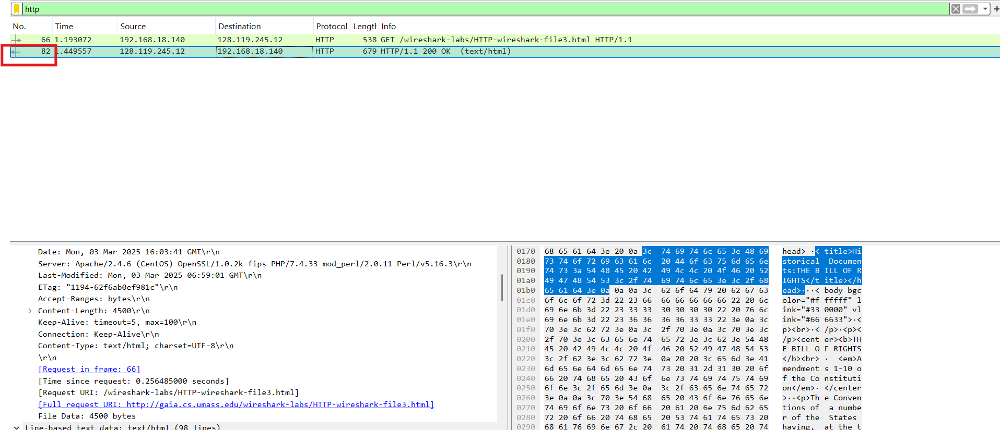 http
No. Time Source Destination Protocol Length Info
66 1.193072 192.168.18.140 128.119.245.12 HTTP 538 GET /wireshark-labs/HTTP-wireshark-file3.html HTTP/1.1
82 1.449557 128.119.245.12 192.168.18.140 HTTP 679 HTTP/1.1 200 OK (text/html)
Date: Mon, 03 Mar 2025 16:03:41 GMT\r\n
Server: Apache/2.4.6 (CentOS) OpenSSL/1.0.2k-fips PHP/7.4.33 mod_perl/2.0.11 Perl/v5.16.3\r\n
Last-Modified: Mon, 03 Mar 2025 06:59:01 GMT\r\n
ETag: "1194-62f6ab0ef981c"\r\n
Accept-Ranges: bytes\r\n
Content-Length: 4500\r\n
Keep-Alive: timeout=5, max=100\r\n
Connection: Keep-Alive\r\n
Content-Type: text/html; charset=UTF-8\r\n
\r\n
[Request in frame: 66]
[Time since request: 0.256485000 seconds]
[Request URI: /wireshark-labs/HTTP-wireshark-file3.html]
[Full request URI: http://gaia.cs.umass.edu/wireshark-labs/HTTP-wireshark-file3.html]
File Data: 4500 bytes
Line-based text data: text/html (98 lines)
0170 68 65 61 64 3e 20 0a 3c 74 69 74 6c 65 3e 48 69 head> ·< title>Hi
0180 73 74 6f 72 69 63 61 6c 20 44 6f 63 75 6d 65 6e storical Documen
0190 74 73 3a 54 48 45 20 42 49 4c 4c 20 4f 46 20 52 ts:THE B ILL OF R
01a0 49 47 48 54 53 3c 2f 74 69 74 6c 65 3e 3c 2f 68 IGHTS</t itle></h
01b0 65 61 64 3e 0a 0a 0a 3c 62 6f 64 79 20 62 67 63 ead>···< body bgc
01c0 6f 6c 6f 72 3d 22 23 66 66 66 66 66 66 22 20 6c olor="#f fffff" l
01d0 69 6e 6b 3d 22 23 33 33 30 30 30 30 22 20 76 6c ink="#33 0000" vl
01e0 69 6e 6b 3d 22 23 36 36 36 36 33 33 22 3e 0a 3c ink="#66 6633">·<
01f0 70 3e 3c 62 72 3e 0a 3c 2f 70 3e 0a 3c 70 3e 3c p><br>·< /p>·<p><
0200 2f 70 3e 3c 63 65 6e 74 65 72 3e 3c 62 3e 54 48 /p><cent er><b>TH
0210 45 20 42 49 4c 4c 20 4f 46 20 52 49 47 48 54 53 E BILL O F RIGHTS
0220 3c 2f 62 3e 3c 62 72 3e 0a 20 20 3c 65 6d 3e 41 </b><br> ·  <em>A
0230 6d 65 6e 64 6d 65 6e 74 73 20 31 2d 31 30 20 6f mendment s 1-10 o
0240 66 20 74 68 65 20 43 6f 6e 73 74 69 74 75 74 69 f the Co nstituti
0250 6f 6e 3c 2f 65 6d 3e 0a 3c 2f 63 65 6e 74 65 72 on</em>· </center
0260 3e 0a 0a 3c 70 3e 54 68 65 20 43 6f 6e 76 65 6e >··<p>Th e Conven
0270 74 69 6f 6e 73 20 6f 66 20 61 20 6e 75 6d 62 65 tions of  a numbe
0280 72 20 6f 66 20 74 68 65 20 53 74 61 74 65 73 20 r of the  States
0290 68 61 76 69 6e 67 2c 20 61 74 20 74 68 65 20 74 having,  at the t